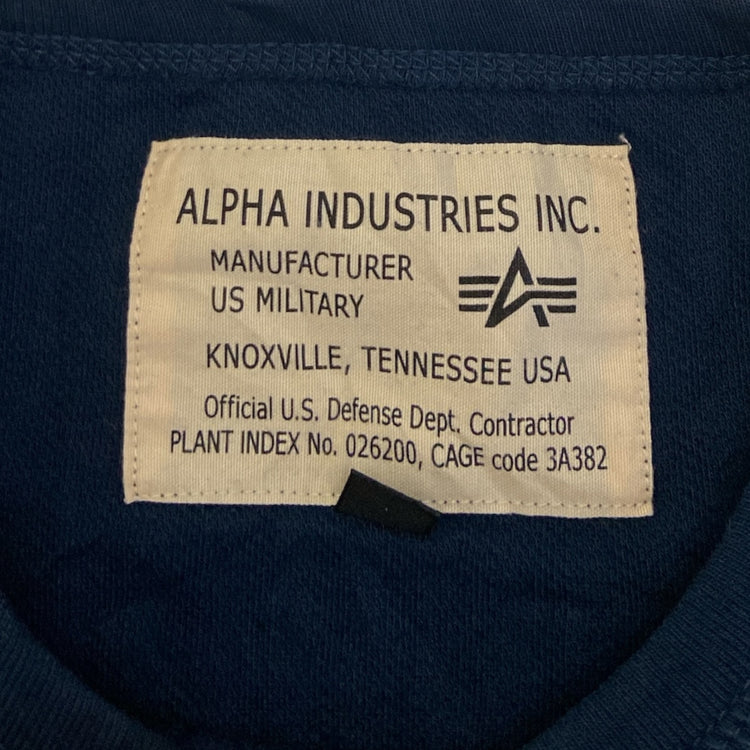 ALPHA INDUSTRIES INC.
MANUFACTURER
US MILITARY
KNOXVILLE, TENNESSEE USA
Official U.S. Defense Dept. Contractor
PLANT INDEX No. 026200, CAGE code 3A382